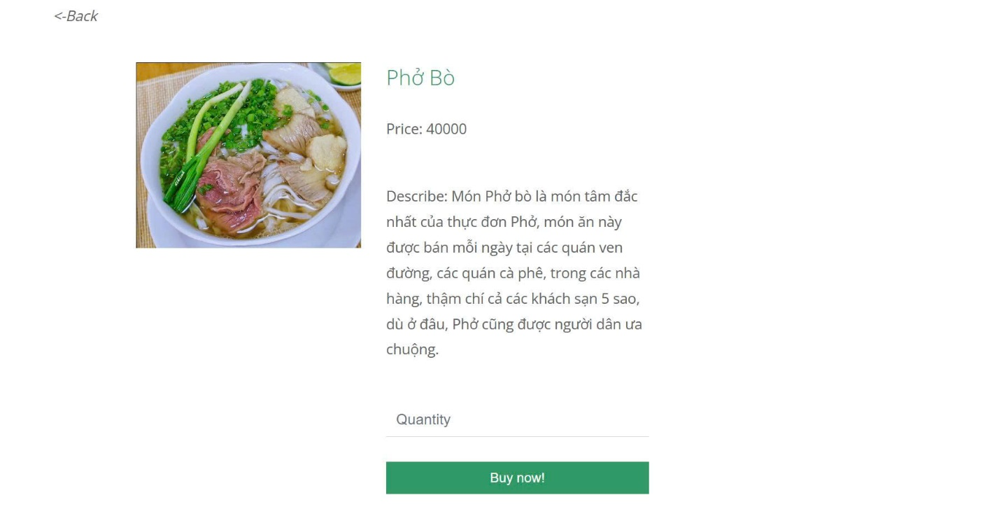 <-Back
Phở Bò
Price: 40000
Describe: Món Phở bò là món tâm đắc
nhất của thực đơn Phở, món ăn này
được bán mỗi ngày tại các quán ven
đường, các quán cà phê, trong các nhà
hàng, thậm chí cả các khách sạn 5 sao,
dù ở đâu, Phở cũng được người dân ưa
chuộng.
Quantity
Buy now!